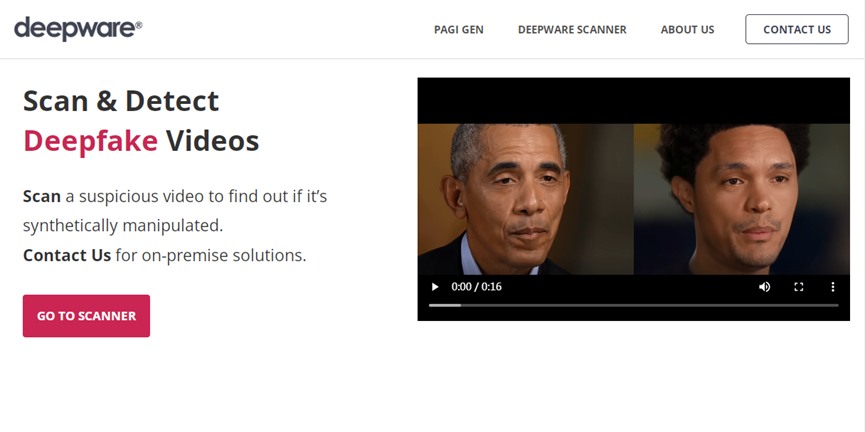 deepware®
PAGI GEN
DEEPWARE SCANNER
ABOUT US
CONTACT US
Scan & Detect
Deepfake Videos
Scan a suspicious video to find out if it’s
synthetically manipulated.
Contact Us for on-premise solutions.
GO TO SCANNER
0:00 / 0:16